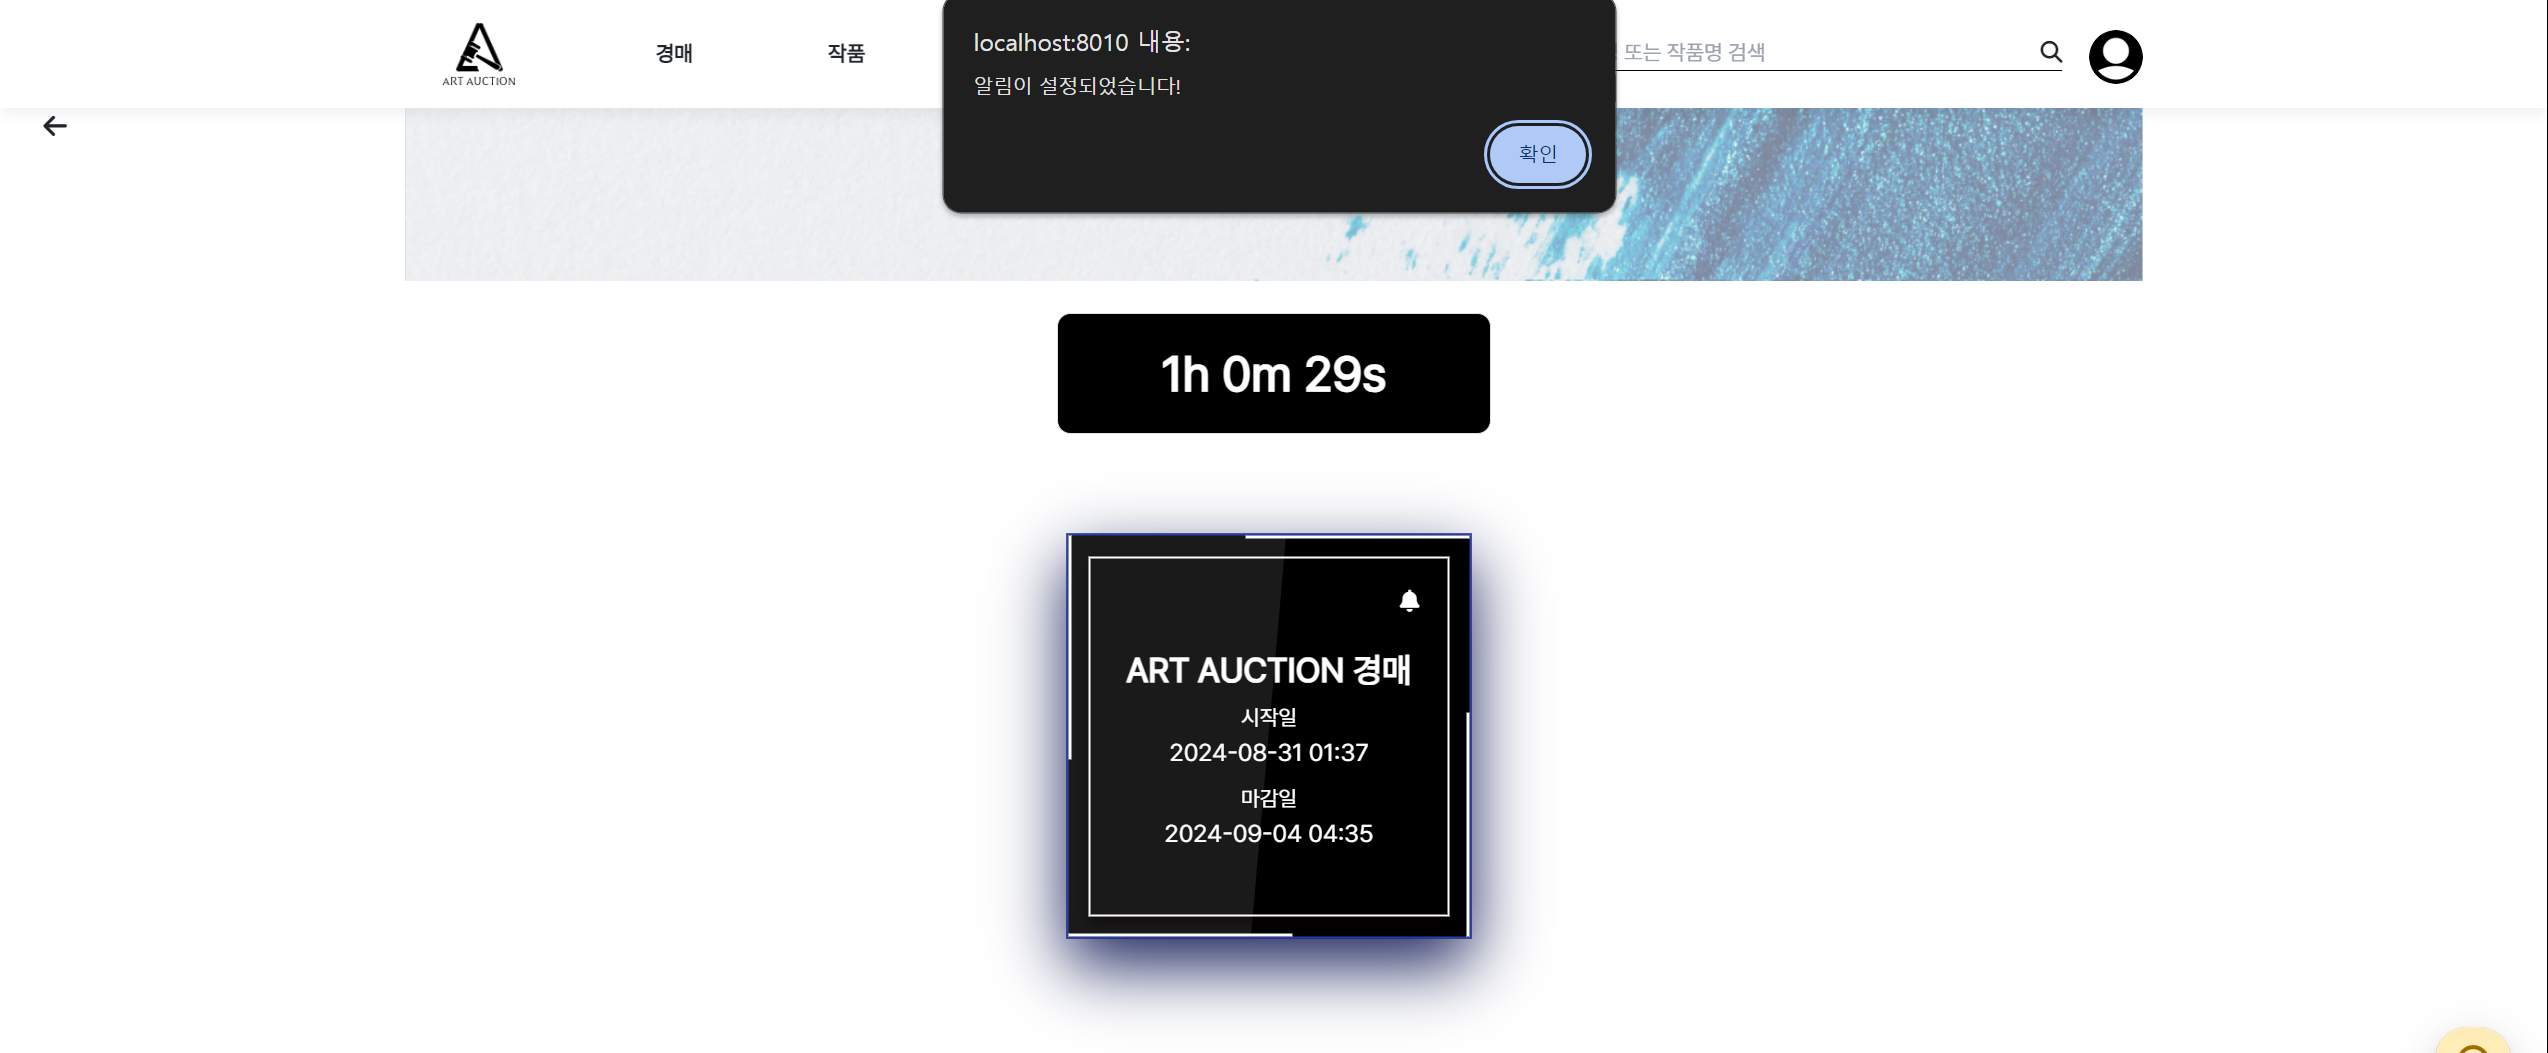 ART AUCTION
경매
작품
localhost:8010 내용:
알림이 설정되었습니다!
확인
또는 작품명 검색
1h 0m 29s
ART AUCTION 경매
시작일
2024-08-31 01:37
마감일
2024-09-04 04:35